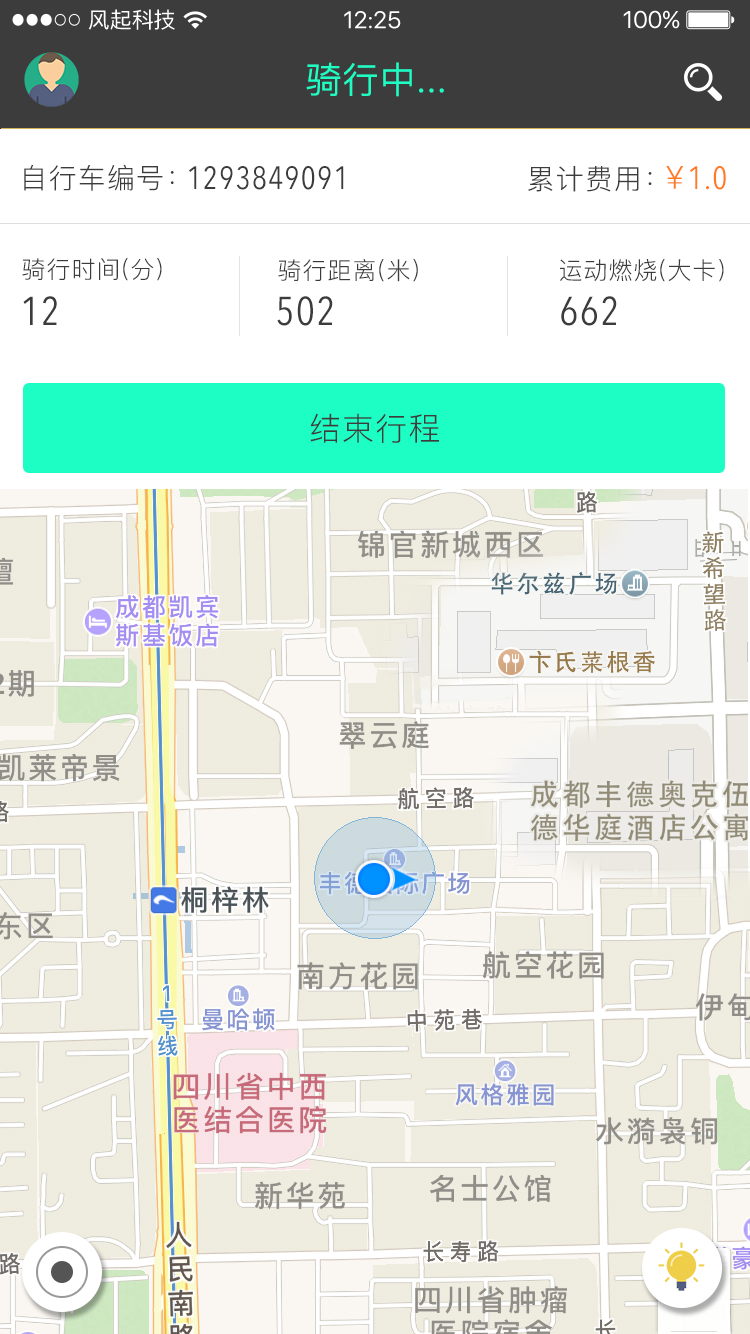 风起科技
12:25
100%
骑行中...
自行车编号：1293849091
累计费用：￥1.0
骑行时间(分)
12
骑行距离(米)
502
运动燃烧(大卡)
662
结束行程
路
锦官新城西区
新希望路
华尔兹广场
成都凯宾
斯基饭店
卞氏菜根香
2期
翠云庭
凯莱帝景
航空路
成都丰德奥克伍
德华庭酒店公寓
路
丰德国际广场
桐梓林
东区
南方花园
航空花园
曼哈顿
1号线
中苑巷
伊甸
四川省中西
医结合医院
风格雅园
水漪袅铜
新华苑
名士公馆
人民南路
长寿路
路
豪
四川省肿瘤
医院宿舍
长